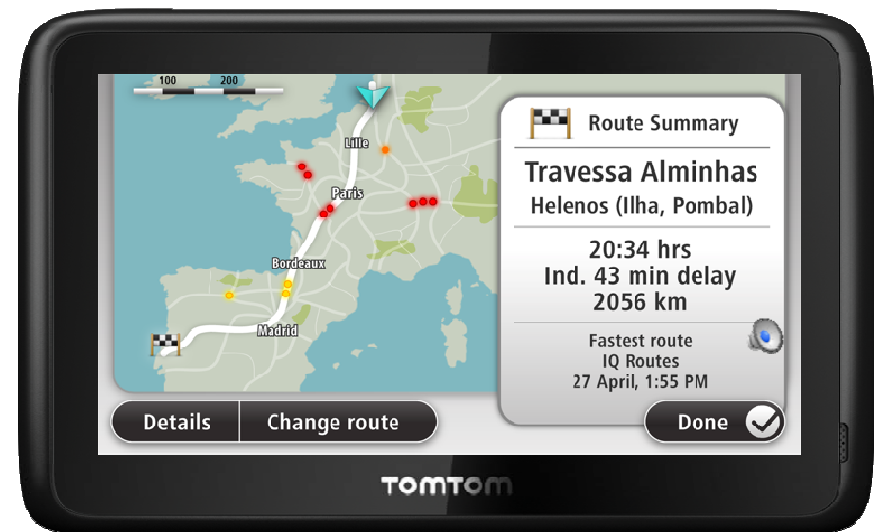 100 200
Lille
Paris
Bordeaux
Madrid
Route Summary
Travessa Alminhas
Helenos (Ilha, Pombal)
20:34 hrs
Ind. 43 min delay
2056 km
Fastest route
IQ Routes
27 April, 1:55 PM
Details
Change route
Done
TOMTOM